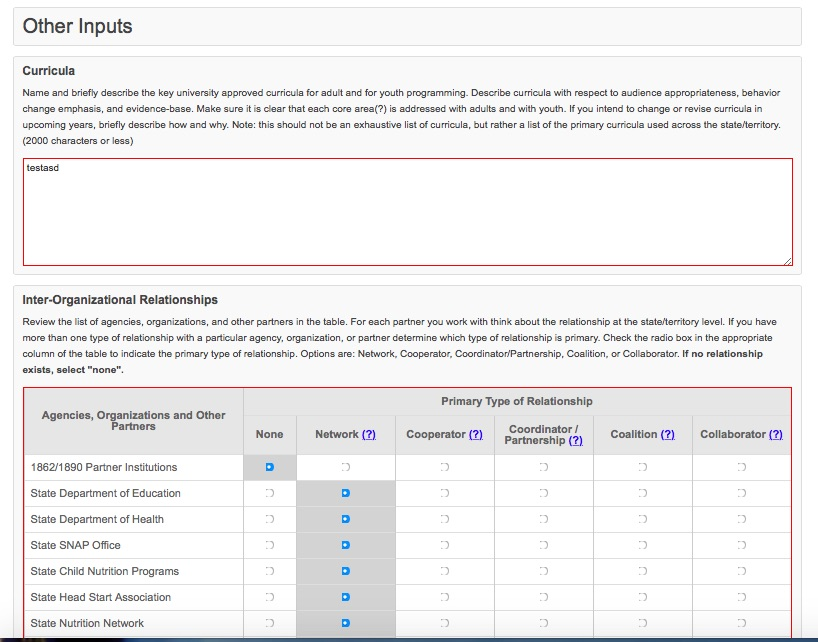 Other Inputs
Curricula
Name and briefly describe the key university approved curricula for adult and for youth programming. Describe curricula with respect to audience appropriateness, behavior
change emphasis, and evidence-base. Make sure it is clear that each core area(?) is addressed with adults and with youth. If you intend to change or revise curricula in
upcoming years, briefly describe how and why. Note: this should not be an exhaustive list of curricula, but rather a list of the primary curricula used across the state/territory.
(2000 characters or less)
testasd
Inter-Organizational Relationships
Review the list of agencies, organizations, and other partners in the table. For each partner you work with think about the relationship at the state/territory level. If you have
more than one type of relationship with a particular agency, organization, or partner determine which type of relationship is primary. Check the radio box in the appropriate
column of the table to indicate the primary type of relationship. Options are: Network, Cooperator, Coordinator/Partnership, Coalition, or Collaborator. If no relationship
exists, select "none".
Agencies, Organizations and Other
Partners
Primary Type of Relationship
None
Network (?)
Cooperator (?)
Coordinator /
Partnership (?)
Coalition (?)
Collaborator (?)
1862/1890 Partner Institutions
State Department of Education
State Department of Health
State SNAP Office
State Child Nutrition Programs
State Head Start Association
State Nutrition Network